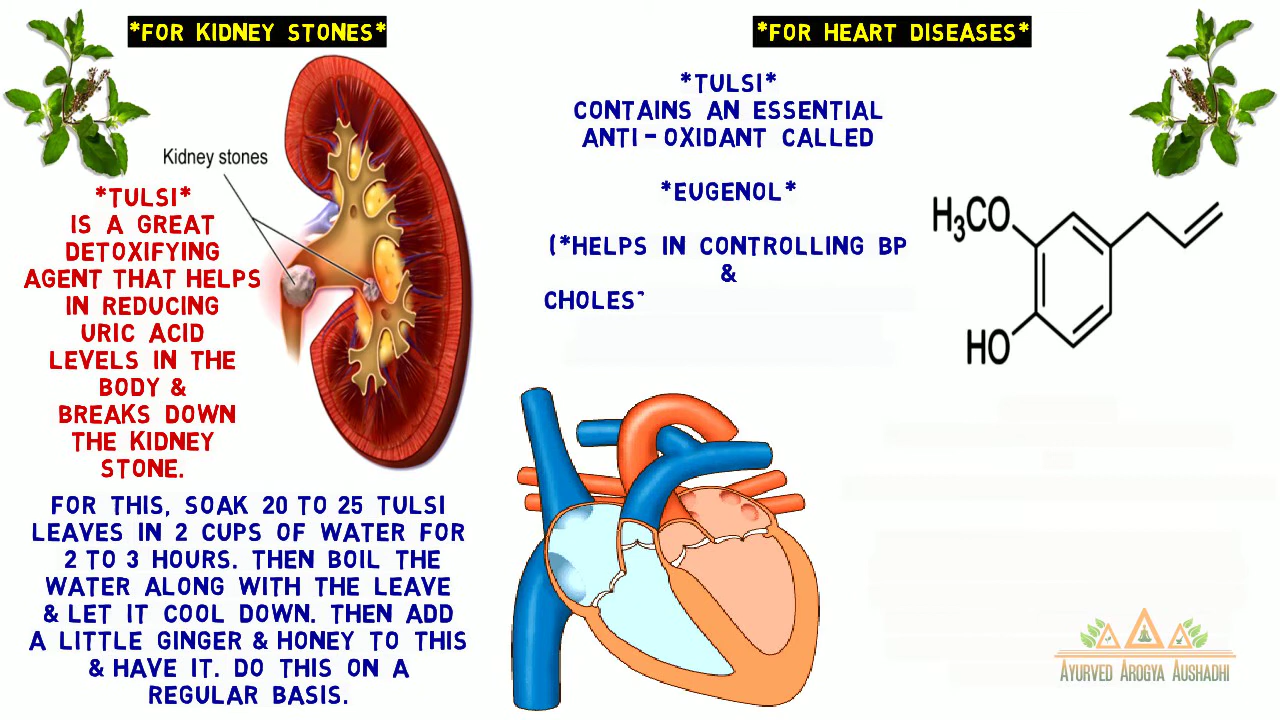 *FOR KIDNEY STONES*
Kidney stones
*TULSI*
IS A GREAT
DETOXIFYING
AGENT THAT HELPS
IN REDUCING
URIC ACID
LEVELS IN THE
BODY &
BREAKS DOWN
THE KIDNEY
STONE.
FOR THIS, SOAK 20 TO 25 TULSI
LEAVES IN 2 CUPS OF WATER FOR
2 TO 3 HOURS. THEN BOIL THE
WATER ALONG WITH THE LEAVE
& LET IT COOL DOWN. THEN ADD
A LITTLE GINGER & HONEY TO THIS
& HAVE IT. DO THIS ON A
REGULAR BASIS.
*FOR HEART DISEASES*
*TULSI*
CONTAINS AN ESSENTIAL
ANTI-OXIDANT CALLED
*EUGENOL*
(*HELPS IN CONTROLLING BP
&
CHOLES
H₃CO
HO
AYURVED AROGYA AUSHADHI